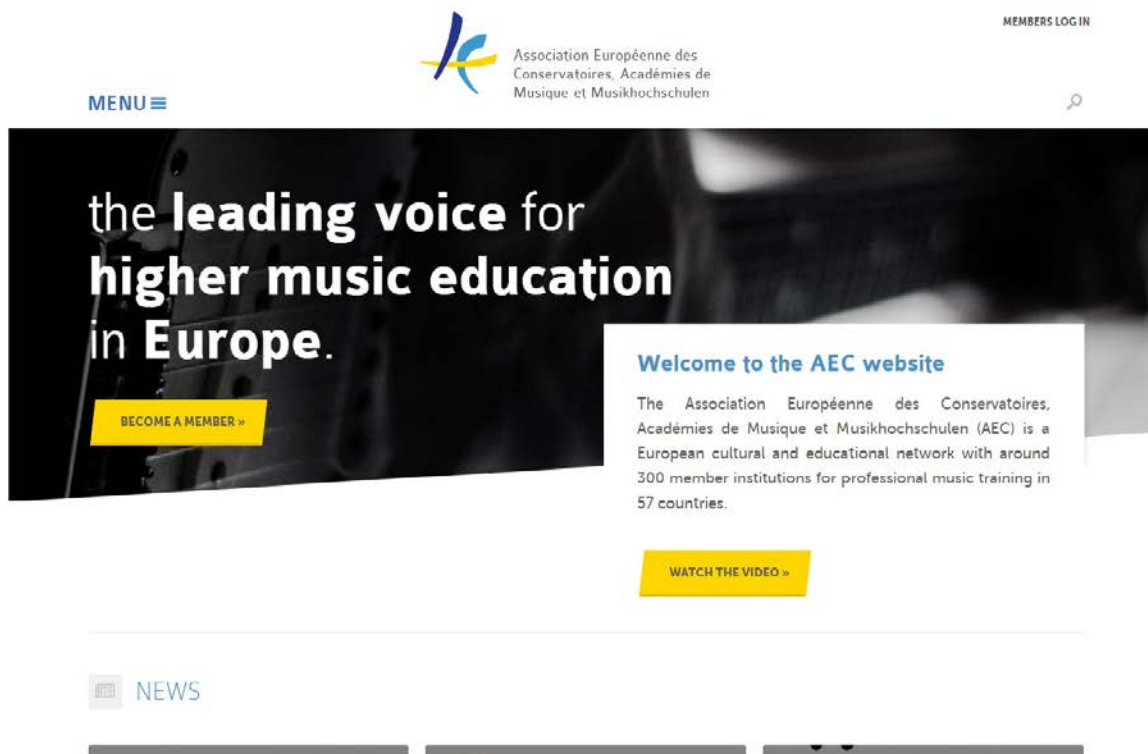 MEMBERS LOG IN
Association Européenne des
Conservatoires, Académies de
Musique et Musikhochschulen
MENU
the leading voice for
higher music education
in Europe.
BECOME A MEMBER »
Welcome to the AEC website
The Association Européenne des Conservatoires,
Académies de Musique et Musikhochschulen (AEC) is a
European cultural and educational network with around
300 member institutions for professional music training in
57 countries.
WATCH THE VIDEO »
NEWS